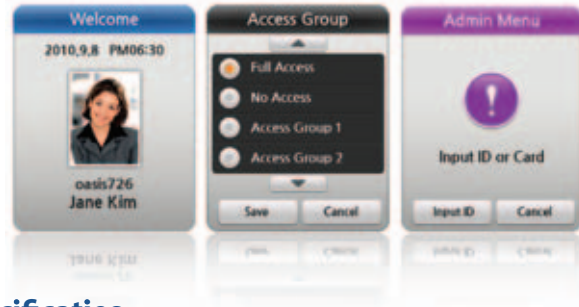 Welcome
2010,9,8 PM06:30
oasis726
Jane Kim
Access Group
Full Access
No Access
Access Group 1
Access Group 2
Save Cancel
Admin Menu
Input ID or Card
Input ID Cancel